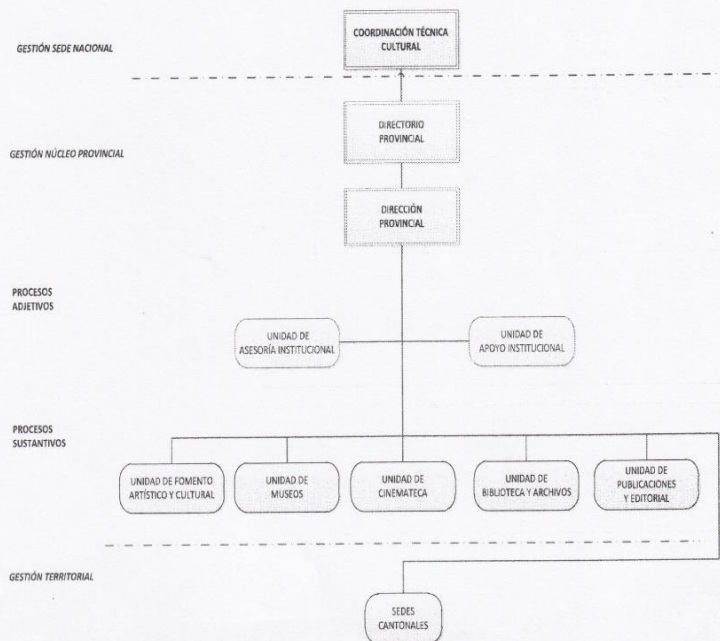 GESTIÓN SEDE NACIONAL
COORDINACIÓN TÉCNICA
CULTURAL
DIRECTORIO
PROVINCIAL
GESTIÓN NÚCLEO PROVINCIAL
DIRECCIÓN
PROVINCIAL
PROCESOS
ADJETIVOS
UNIDAD DE
ASESORÍA INSTITUCIONAL
UNIDAD DE
APOYO INSTITUCIONAL
PROCESOS
SUSTANTIVOS
UNIDAD DE FOMENTO
ARTÍSTICO Y CULTURAL
UNIDAD DE
MUSEOS
UNIDAD DE
CINEMATECA
UNIDAD DE
BIBLIOTECA Y ARCHIVOS
UNIDAD DE
PUBLICACIONES
Y EDITORIAL
GESTIÓN TERRITORIAL
SEDES
CANTONALES